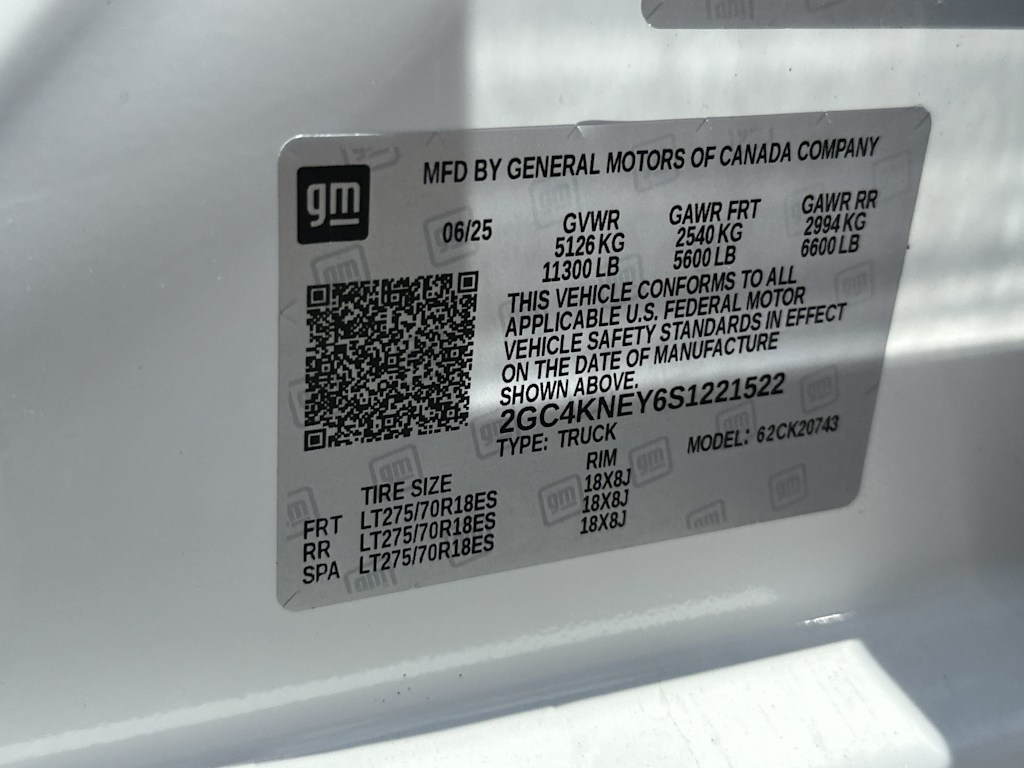 gm
MFD BY GENERAL MOTORS OF CANADA COMPANY
06/25
GVWR
5126 KG
11300 LB
GAWR FRT
2540 KG
5600 LB
GAWR RR
2994 KG
6600 LB
THIS VEHICLE CONFORMS TO ALL
APPLICABLE U.S. FEDERAL MOTOR
VEHICLE SAFETY STANDARDS IN EFFECT
ON THE DATE OF MANUFACTURE
SHOWN ABOVE.
2GC4KNEY6S1221522
TYPE: TRUCK
MODEL: 62CK20743
TIRE SIZE
RIM
FRT LT275/70R18ES 18X8J
RR LT275/70R18ES 18X8J
SPA LT275/70R18ES 18X8J